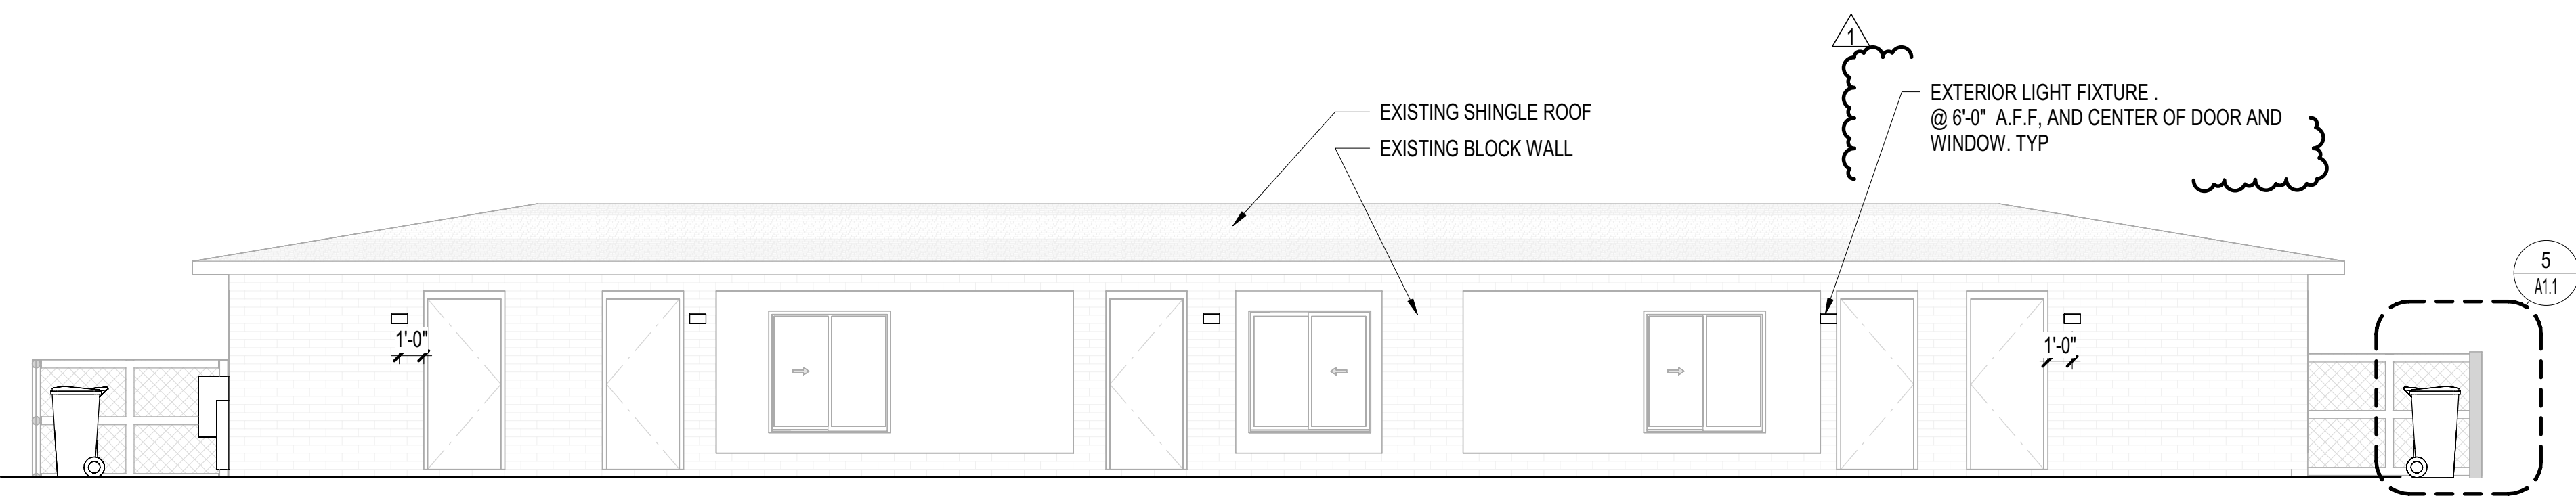 1
EXISTING SHINGLE ROOF
EXISTING BLOCK WALL
EXTERIOR LIGHT FIXTURE .
@ 6'-0" A.F.F, AND CENTER OF DOOR AND
WINDOW. TYP
5
A1.1
1'-0"
1'-0"